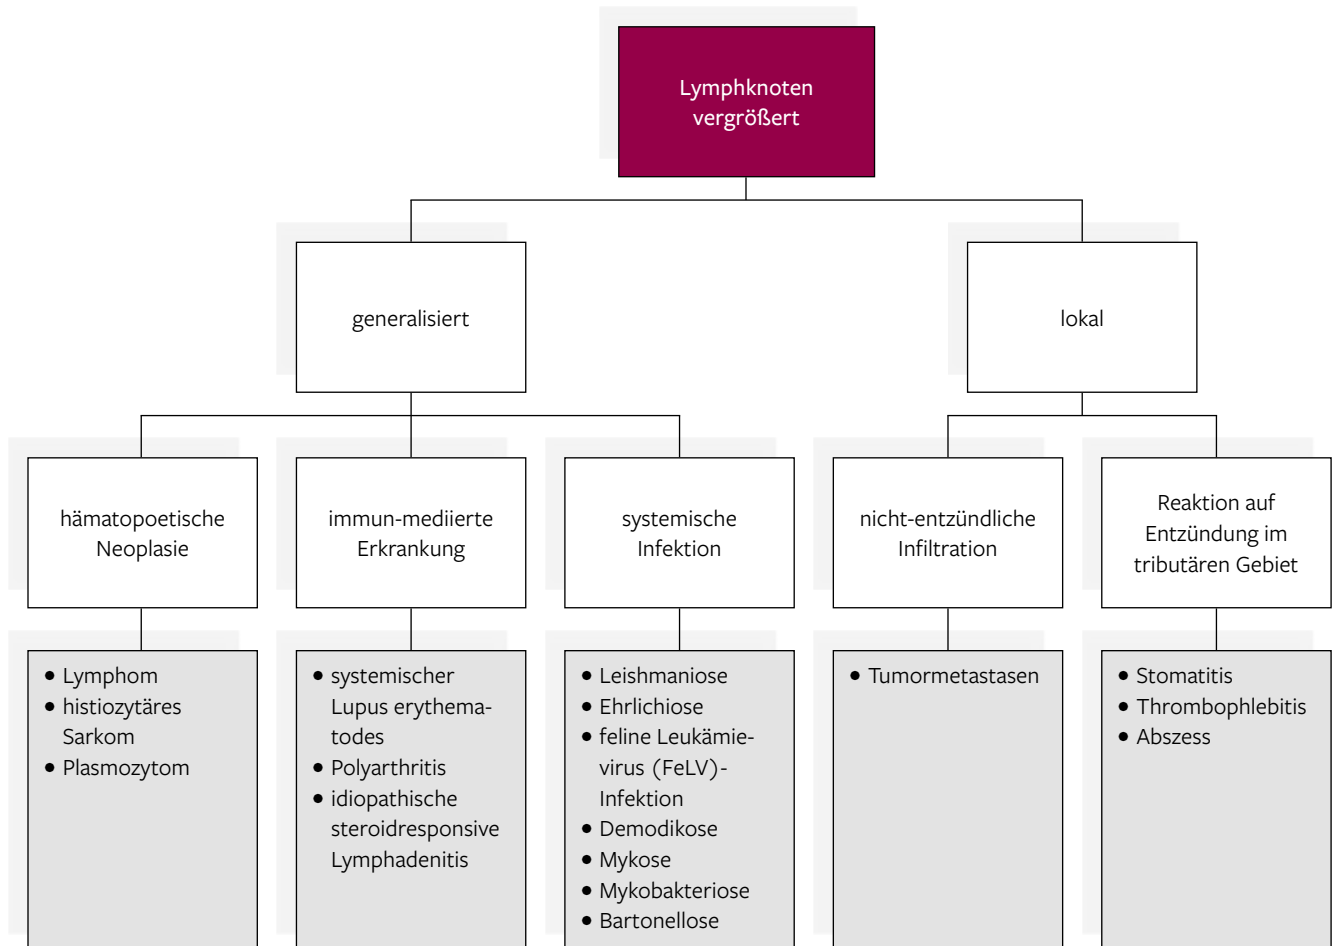 Lymphknoten
vergrößert
generalisiert
lokal
hämatopoetische
Neoplasie
immun-mediierte
Erkrankung
systemische
Infektion
nicht-entzündliche
Infiltration
Reaktion auf
Entzündung im
tributären Gebiet
• Lymphom
• histiozytäres
Sarkom
• Plasmozytom
• systemischer
Lupus erythema-
todes
• Polyarthritis
• idiopathische
steroidresponsive
Lymphadenitis
• Leishmaniose
• Ehrlichiose
• feline Leukämie-
virus (FeLV)-
Infektion
• Demodikose
• Mykose
• Mykobakteriose
• Bartonellose
• Tumormetastasen
• Stomatitis
• Thrombophlebitis
• Abszess